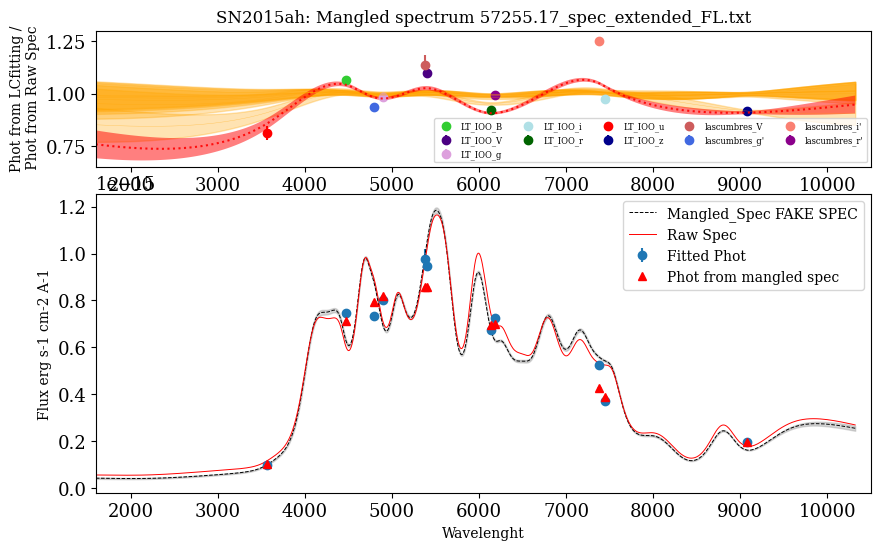 SN2015ah: Mangled spectrum 57255.17_spec_extended_FL.txt
Phot from LCfitting /
Phot from Raw Spec
1.25
1.00
0.75
LT_IOO_B
LT_IOO_V
LT_IOO_g
LT_IOO_i
LT_IOO_r
LT_IOO_u
LT_IOO_z
lascumbres_V
lascumbres_g'
lascumbres_i'
lascumbres_r'
2000 3000 4000 5000 6000 7000 8000 9000 10000
1e−15
Flux erg s-1 cm-2 A-1
1.2
1.0
0.8
0.6
0.4
0.2
0.0
Mangled_Spec FAKE SPEC
Raw Spec
Fitted Phot
Phot from mangled spec
2000 3000 4000 5000 6000 7000 8000 9000 10000
Wavelenght